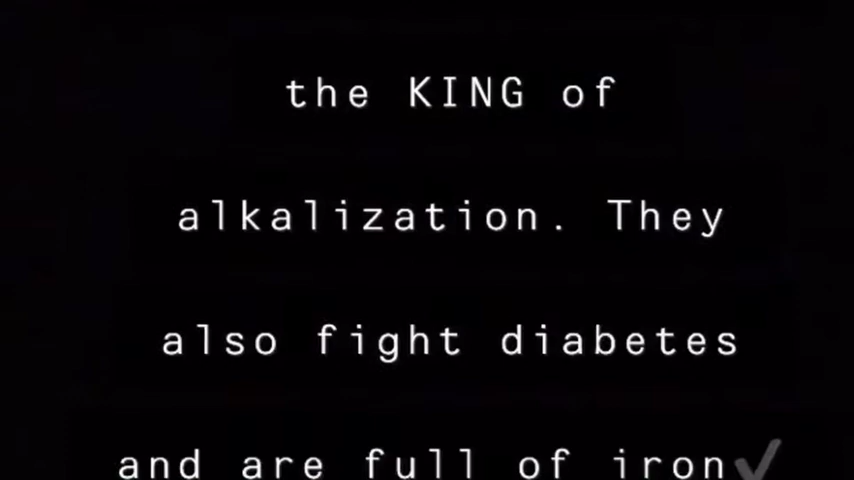 the KING of
alkalization. They
also fight diabetes
and are full of iron✓